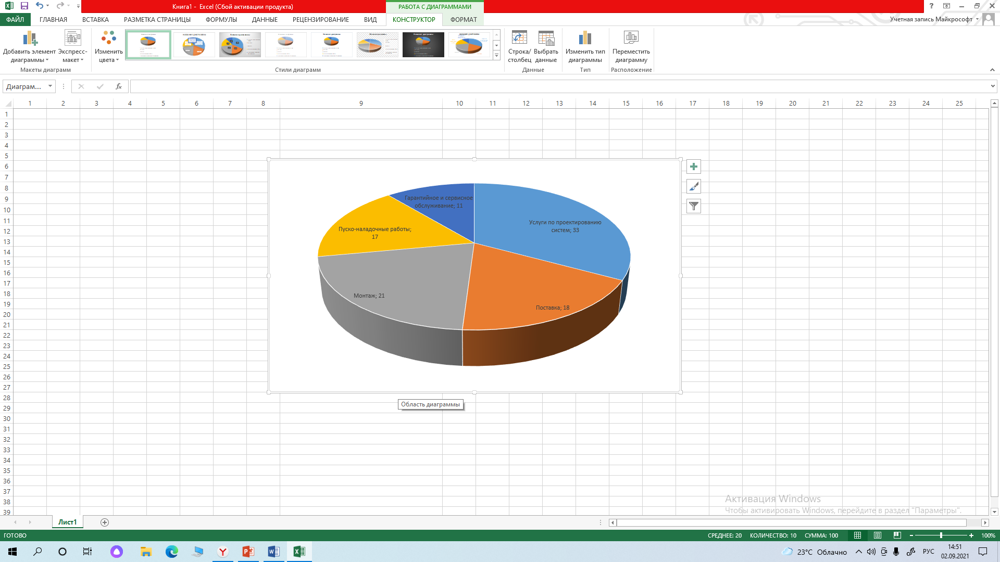 Книга1 - Excel (Сбой активации продукта)
РАБОТА С ДИАГРАММАМИ
ФАЙЛ ГЛАВНАЯ ВСТАВКА РАЗМЕТКА СТРАНИЦЫ ФОРМУЛЫ ДАННЫЕ РЕЦЕНЗИРОВАНИЕ ВИД КОНСТРУКТОР ФОРМАТ
Учетная запись Майкрософт
Добавить элемент диаграммы
Экспресс-макет
Изменить цвета
Строка/ столбец
Выбрать данные
Изменить тип диаграммы
Переместить диаграмму
Макеты диаграмм Стили диаграмм Данные Тип Расположение
Диаграм...
fx
1 2 3 4 5 6 7 8 9 10 11 12 13 14 15 16 17 18 19 20 21 22 23 24 25
1
2
3
4
5
6
7
8
9
10
11
12
13
14
15
16
17
18
19
20
21
22
23
24
25
26
27
28
29
30
31
32
33
34
35
36
37
38
39
Гарантийное и сервисное
обслуживание; 11
Услуги по проектированию
систем; 33
Пуско-наладочные работы;
17
Монтаж; 21
Поставка; 18
Область диаграммы
Активация Windows
Чтобы активировать Windows, перейдите в раздел "Параметры".
Лист1
ГОТОВО
СРЕДНЕЕ: 20 КОЛИЧЕСТВО: 10 СУММА: 100
100%
23°C Облачно
РУС
14:51
02.09.2021